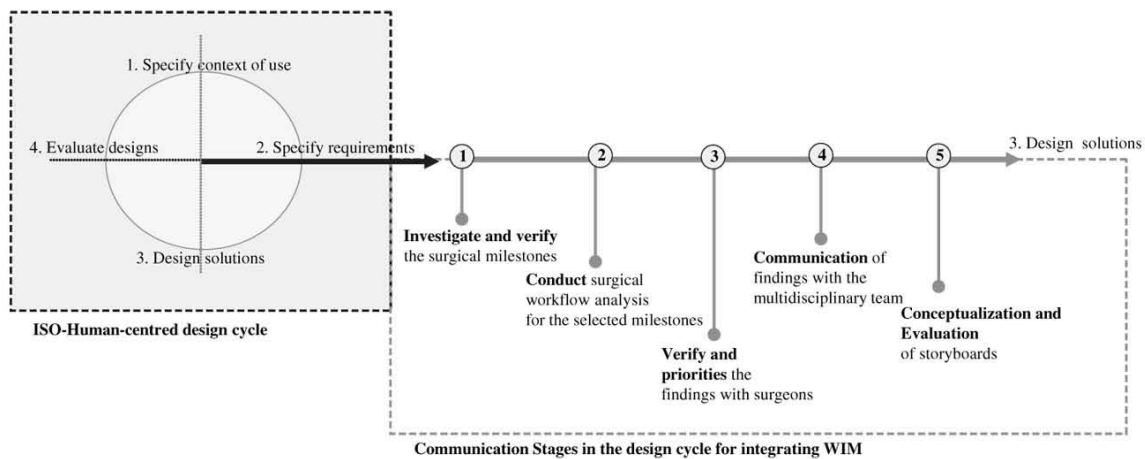 1. Specify context of use
4. Evaluate designs
2. Specify requirements
3. Design solutions
ISO-Human-centred design cycle
1
2
3
4
5
3. Design solutions
Investigate and verify
the surgical milestones
Conduct surgical
workflow analysis
for the selected milestones
Verify and
priorities the
findings with surgeons
Communication of
findings with the
multidisciplinary team
Conceptualization and
Evaluation
of storyboards
Communication Stages in the design cycle for integrating WIM